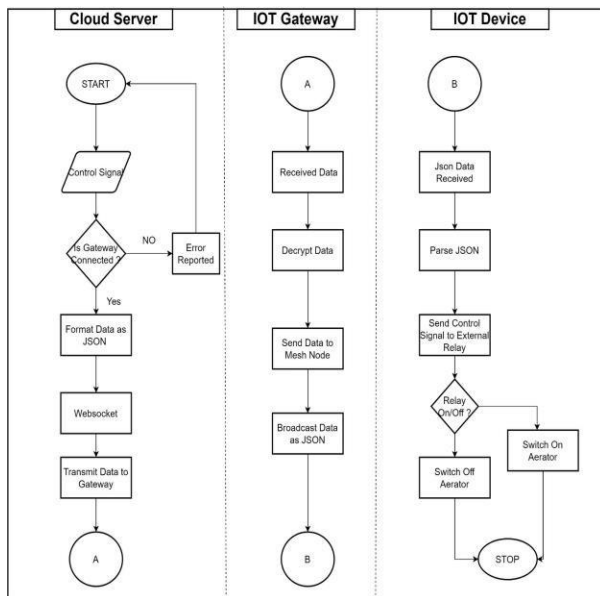 Cloud Server
START
Control Signal
Is Gateway
Connected ?
NO
Error
Reported
Yes
Format Data as
JSON
Websocket
Transmit Data to
Gateway
A
IOT Gateway
A
Received Data
Decrypt Data
Send Data to
Mesh Node
Broadcast Data
as JSON
B
IOT Device
B
Json Data
Received
Parse JSON
Send Control
Signal to External
Relay
Relay
On/Off ?
Switch On
Aerator
Switch Off
Aerator
STOP